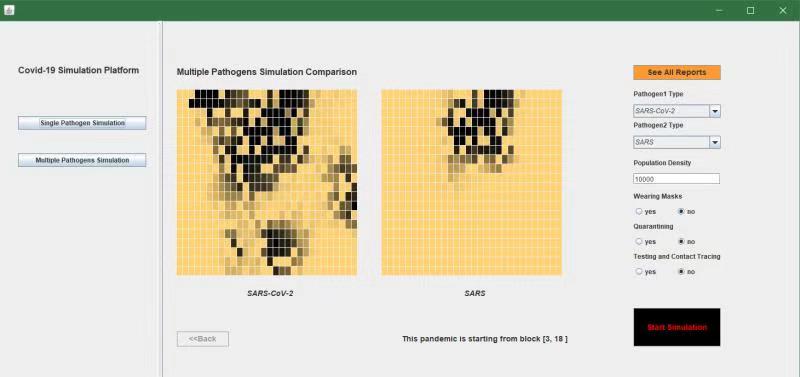 Covid-19 Simulation Platform
Single Pathogen Simulation
Multiple Pathogens Simulation
Multiple Pathogens Simulation Comparison
SARS-CoV-2
SARS
<<Back
This pandemic is starting from block [3, 18 ]
See All Reports
Pathogen1 Type
SARS-CoV-2
Pathogen2 Type
SARS
Population Density
10000
Wearing Masks
yes no
Quarantining
yes no
Testing and Contact Tracing
yes no
Start Simulation